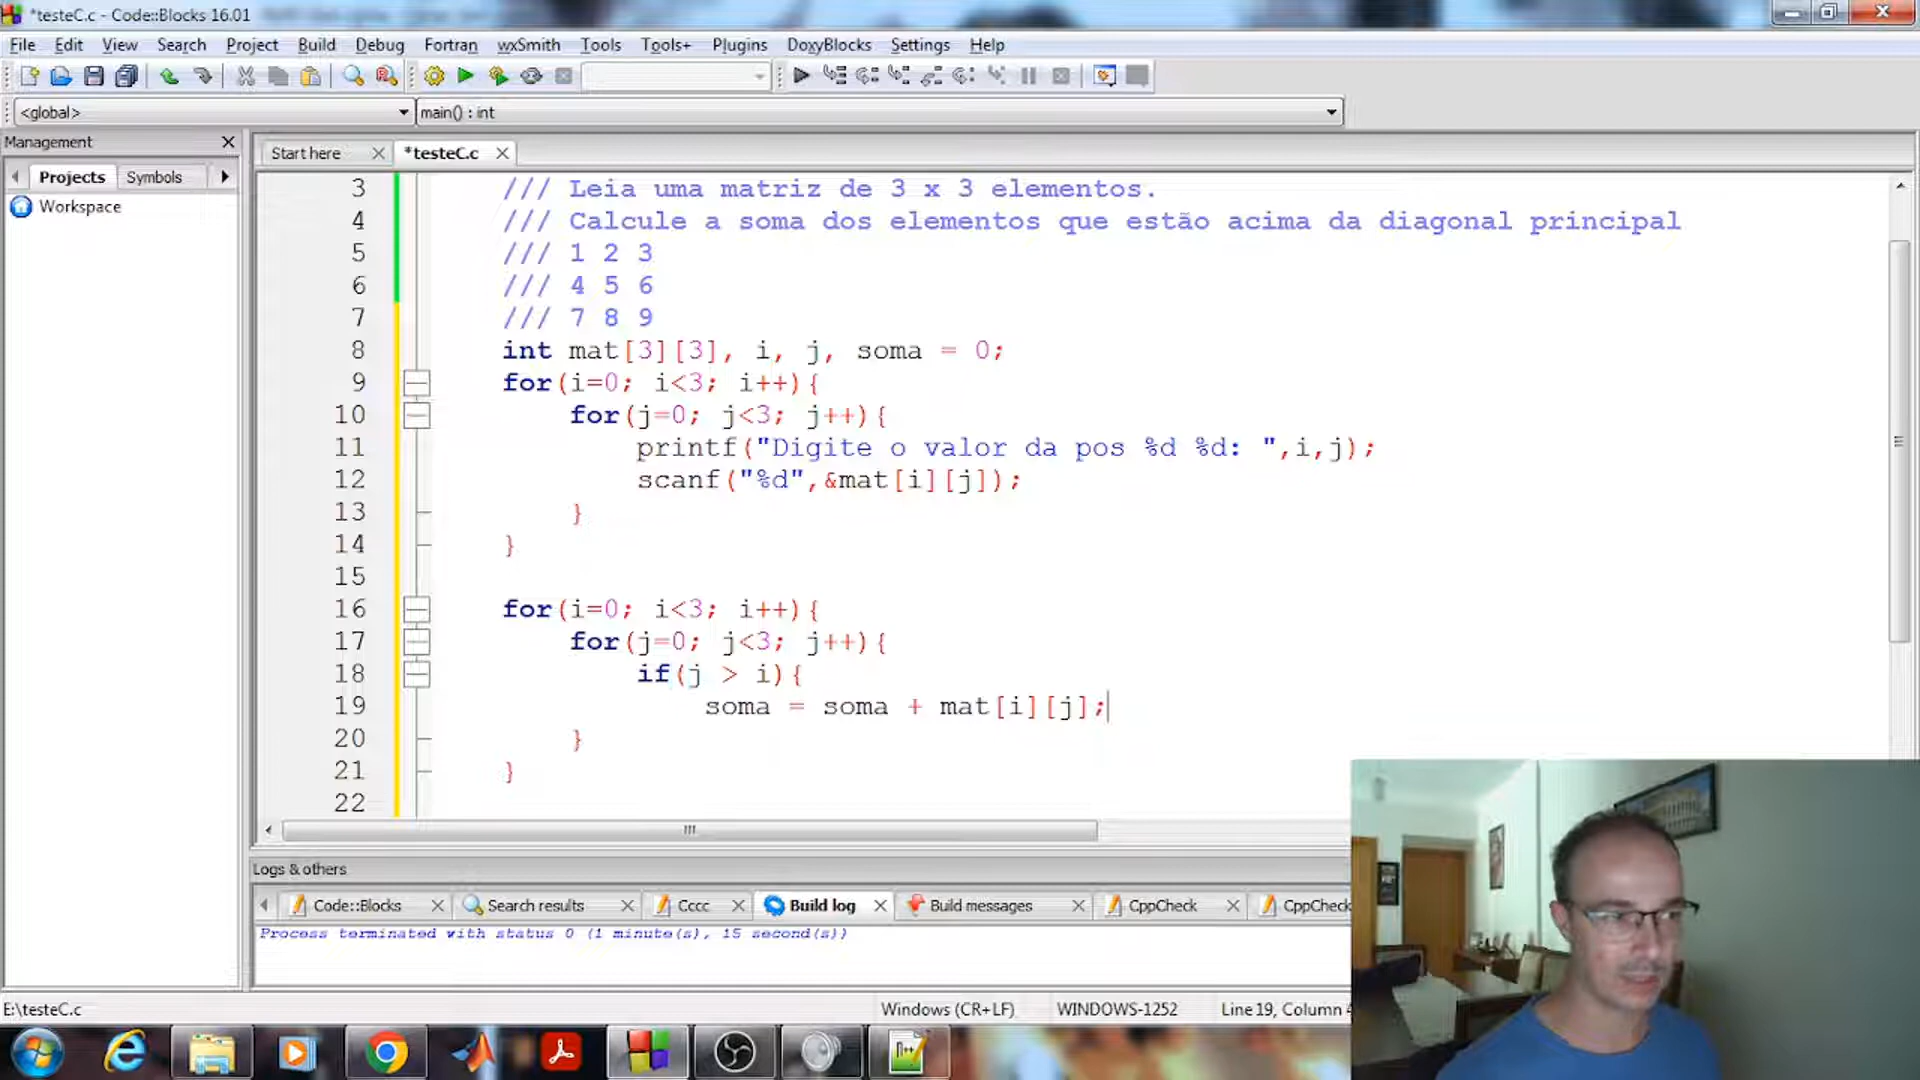 *testeC.c - Code::Blocks 16.01
File Edit View Search Project Build Debug Fortran wxSmith Tools Tools+ Plugins DoxyBlocks Settings Help
<global> main() : int
Management
Start here *testeC.c
Projects Symbols
Workspace
3 /// Leia uma matriz de 3 x 3 elementos.
4 /// Calcule a soma dos elementos que estão acima da diagonal principal
5 /// 1 2 3
6 /// 4 5 6
7 /// 7 8 9
8 int mat[3][3], i, j, soma = 0;
9 for(i=0; i<3; i++){
10 for(j=0; j<3; j++){
11 printf("Digite o valor da pos %d %d: ",i,j);
12 scanf("%d",&mat[i][j]);
13 }
14 }
15
16 for(i=0; i<3; i++){
17 for(j=0; j<3; j++){
18 if(j > i){
19 soma = soma + mat[i][j];
20 }
21 }
22
Logs & others
Code::Blocks Search results Cccc Build log Build messages CppCheck CppCheck
Process terminated with status 0 (1 minute(s), 15 second(s))
E:\testeC.c Windows (CR+LF) WINDOWS-1252 Line 19, Column